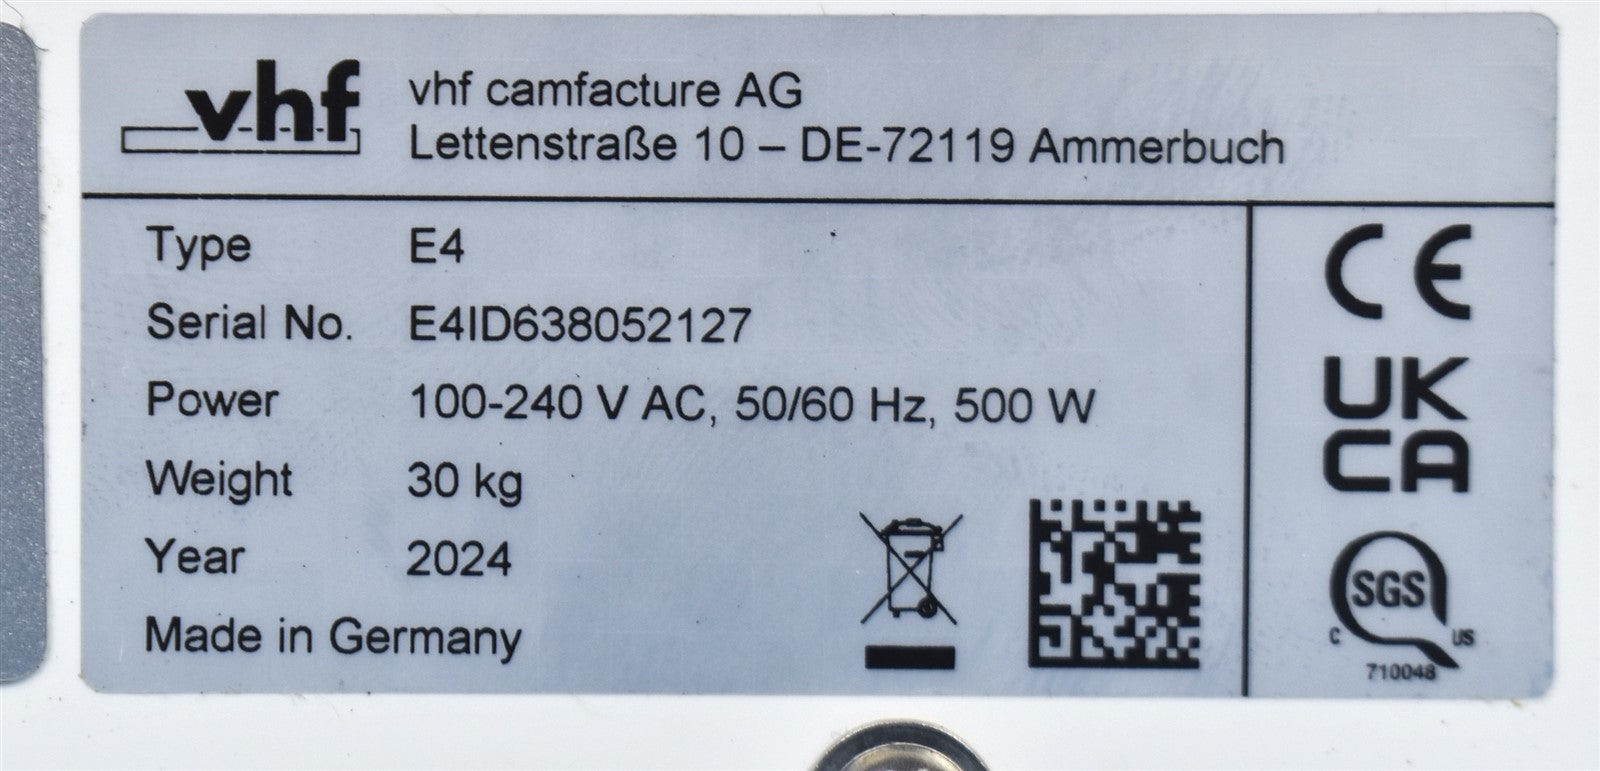 vhf
vhf camfacture AG
Lettenstraße 10 – DE-72119 Ammerbuch
Type E4
Serial No. E4ID638052127
Power 100-240 V AC, 50/60 Hz, 500 W
Weight 30 kg
Year 2024
Made in Germany
CE
UK
CA
SGS
C US
710048